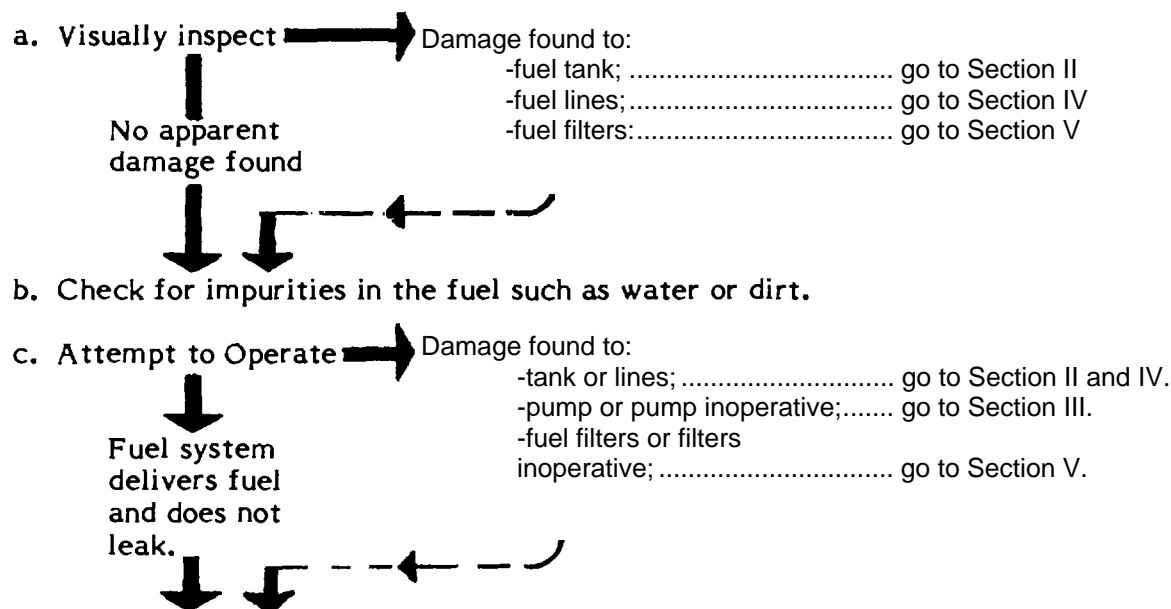 a. Visually inspect
Damage found to:
-fuel tank; ................................... go to Section II
-fuel lines; ................................... go to Section IV
-fuel filters: ................................... go to Section V
No apparent
damage found
b. Check for impurities in the fuel such as water or dirt.
c. Attempt to Operate
Damage found to:
-tank or lines; ............................. go to Section II and IV.
-pump or pump inoperative; ....... go to Section III.
-fuel filters or filters
inoperative; ................................ go to Section V.
Fuel system
delivers fuel
and does not
leak.